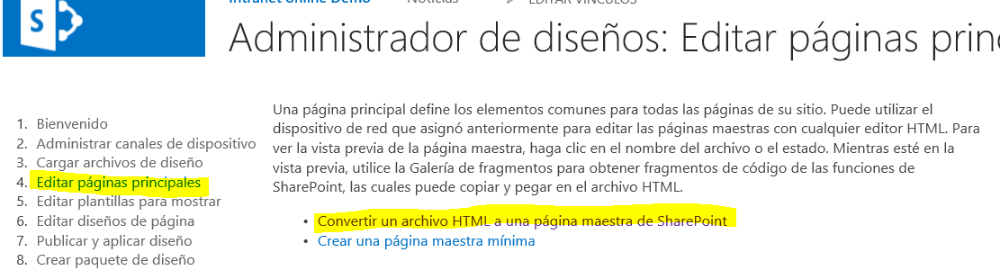 Intranet Online Demo Noticias EDITAR VÍNCULOS
S
Administrador de diseños: Editar páginas princ
1. Bienvenido
2. Administrar canales de dispositivo
3. Cargar archivos de diseño
4. Editar páginas principales
5. Editar plantillas para mostrar
6. Editar diseños de página
7. Publicar y aplicar diseño
8. Crear paquete de diseño
Una página principal define los elementos comunes para todas las páginas de su sitio. Puede utilizar el
dispositivo de red que asignó anteriormente para editar las páginas maestras con cualquier editor HTML. Para
ver la vista previa de la página maestra, haga clic en el nombre del archivo o el estado. Mientras esté en la
vista previa, utilice la Galería de fragmentos para obtener fragmentos de código de las funciones de
SharePoint, las cuales puede copiar y pegar en el archivo HTML.
• Convertir un archivo HTML a una página maestra de SharePoint
• Crear una página maestra mínima